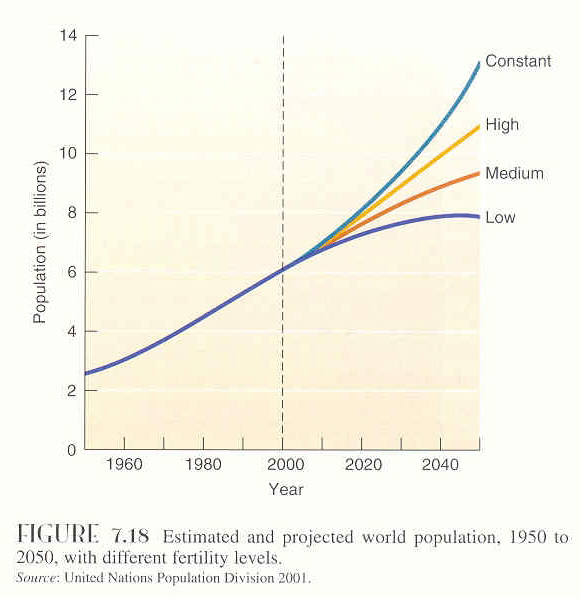 14
12
10
8
6
4
2
0
Population (in billions)
Constant
High
Medium
Low
1960 1980 2000 2020 2040
Year
FIGURE 7.18 Estimated and projected world population, 1950 to
2050, with different fertility levels.
Source: United Nations Population Division 2001.